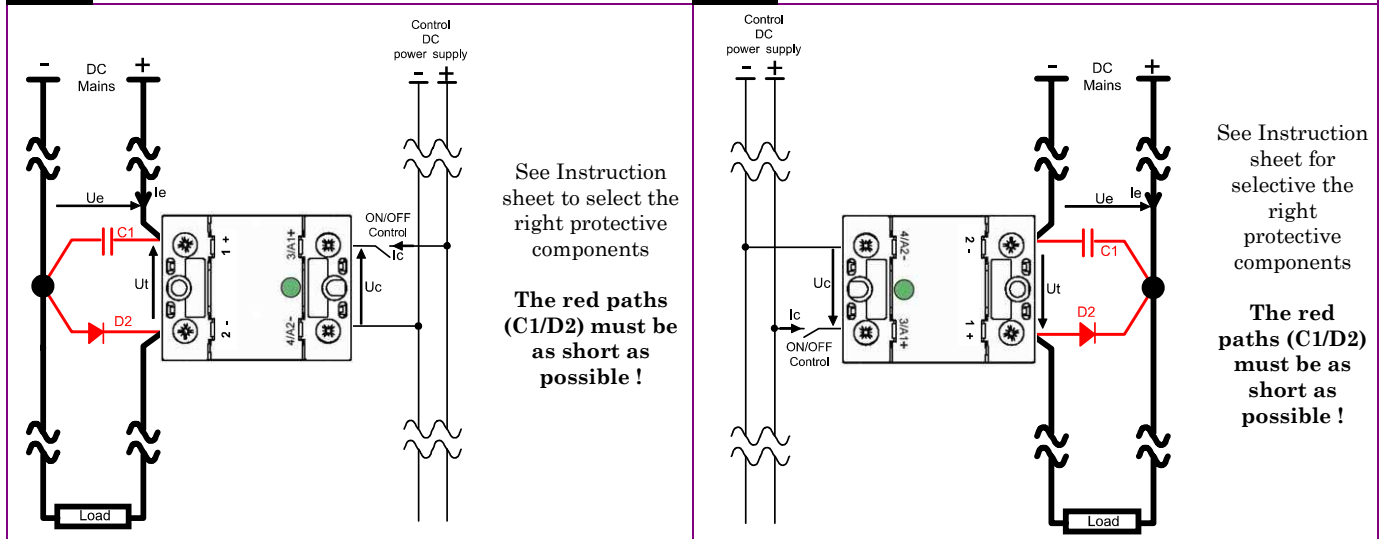 Control
DC
power supply
- +
- DC +
Mains
Ue
Ie
C1
Ut
D2
1 +
2 -
3/A1+
4/A2-
ON/OFF
Control
Ic
Uc
Load
See Instruction
sheet to select the
right protective
components
The red paths
(C1/D2) must be
as short as
possible !
Control
DC
power supply
- +
- DC +
Mains
Ue
Ie
C1
Ut
D2
2 -
1 +
4/A2-
3/A1+
Uc
Ic
ON/OFF
Control
Load
See Instruction
sheet for
selective the
right
protective
components
The red
paths (C1/D2)
must be as
short as
possible !